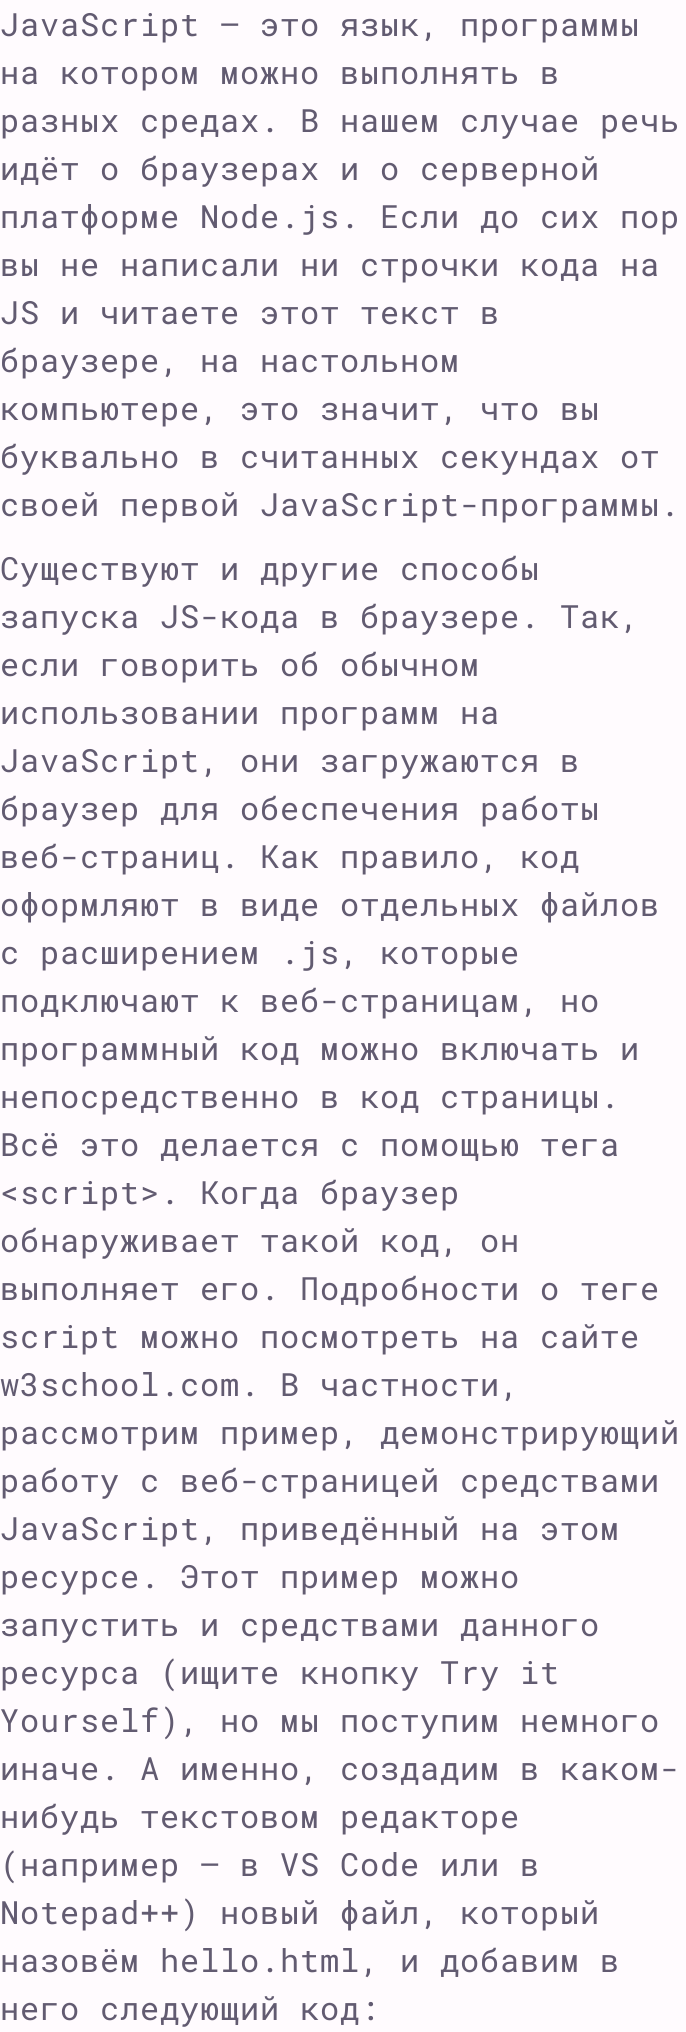 JavaScript — это язык, программы
на котором можно выполнять в
разных средах. В нашем случае речь
идёт о браузерах и о серверной
платформе Node.js. Если до сих пор
вы не написали ни строчки кода на
JS и читаете этот текст в
браузере, на настольном
компьютере, это значит, что вы
буквально в считанных секундах от
своей первой JavaScript-программы.
Существуют и другие способы
запуска JS-кода в браузере. Так,
если говорить об обычном
использовании программ на
JavaScript, они загружаются в
браузер для обеспечения работы
веб-страниц. Как правило, код
оформляют в виде отдельных файлов
с расширением .js, которые
подключают к веб-страницам, но
программный код можно включать и
непосредственно в код страницы.
Всё это делается с помощью тега
<script>. Когда браузер
обнаруживает такой код, он
выполняет его. Подробности о теге
script можно посмотреть на сайте
w3school.com. В частности,
рассмотрим пример, демонстрирующий
работу с веб-страницей средствами
JavaScript, приведённый на этом
ресурсе. Этот пример можно
запустить и средствами данного
ресурса (ищите кнопку Try it
Yourself), но мы поступим немного
иначе. А именно, создадим в каком-
нибудь текстовом редакторе
(например — в VS Code или в
Notepad++) новый файл, который
назовём hello.html, и добавим в
него следующий код: